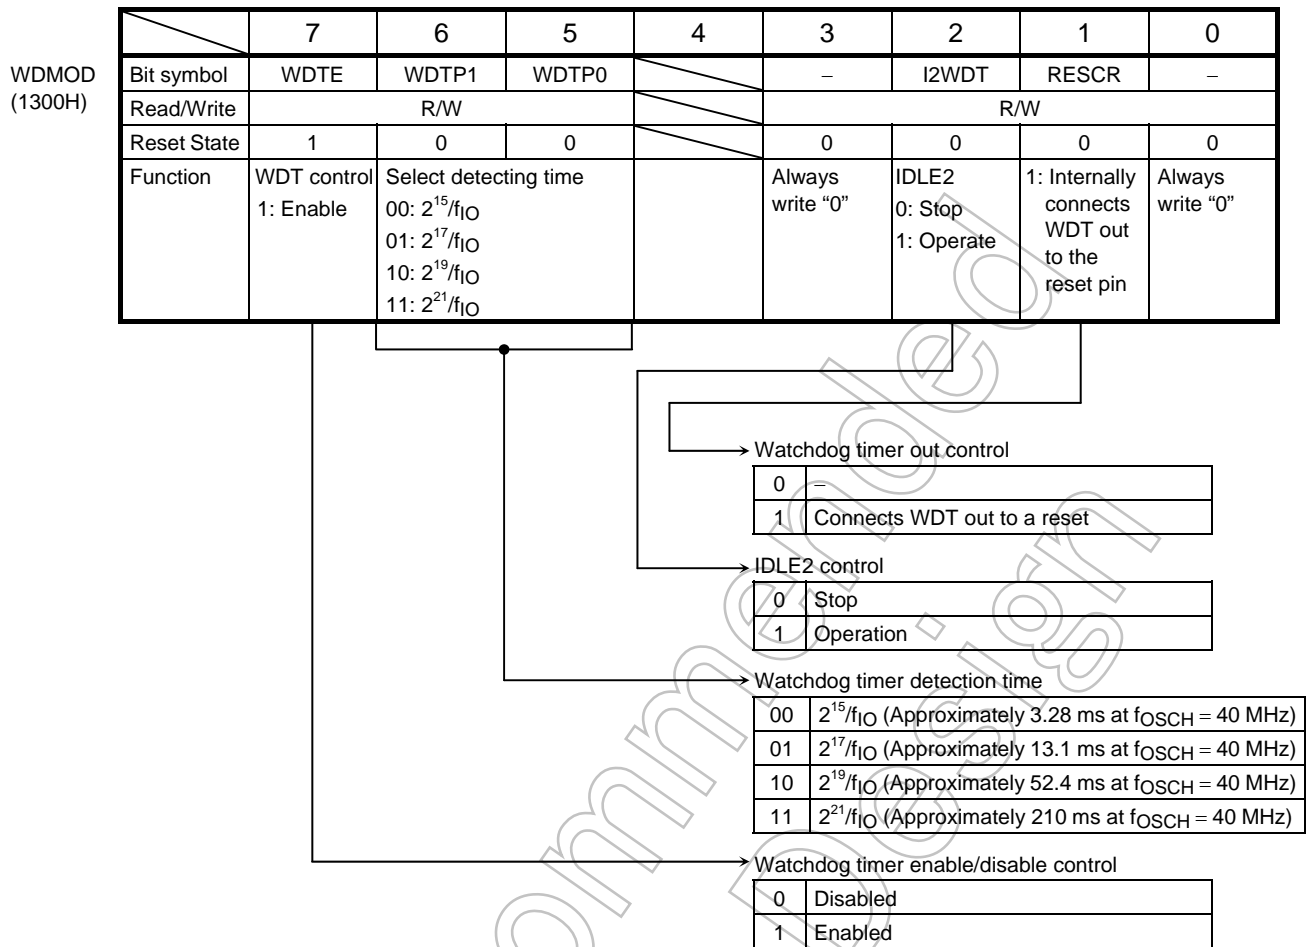 7 6 5 4 3 2 1 0
WDMOD (1300H)
Bit symbol WDTE WDTP1 WDTP0 – I2WDT RESCR –
Read/Write R/W R/W
Reset State 1 0 0 0 0 0 0
Function
WDT control
1: Enable
Select detecting time
00: 2^15/fIO
01: 2^17/fIO
10: 2^19/fIO
11: 2^21/fIO
Always
write “0”
IDLE2
0: Stop
1: Operate
1: Internally
connects
WDT out
to the
reset pin
Always
write “0”
Watchdog timer out control
0 –
1 Connects WDT out to a reset
IDLE2 control
0 Stop
1 Operation
Watchdog timer detection time
00 2^15/fIO (Approximately 3.28 ms at fOSCH = 40 MHz)
01 2^17/fIO (Approximately 13.1 ms at fOSCH = 40 MHz)
10 2^19/fIO (Approximately 52.4 ms at fOSCH = 40 MHz)
11 2^21/fIO (Approximately 210 ms at fOSCH = 40 MHz)
Watchdog timer enable/disable control
0 Disabled
1 Enabled